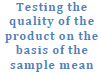 Testing the
quality of the
product on the
basis of the
sample mean